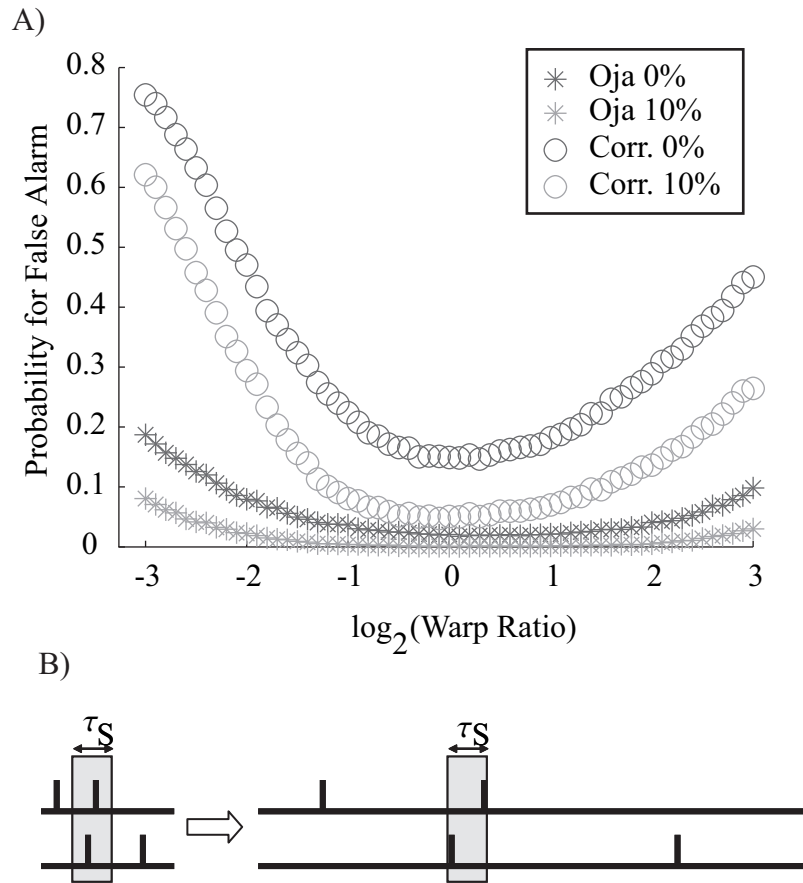 A)
Probability for False Alarm
0.8
0.7
0.6
0.5
0.4
0.3
0.2
0.1
0
-3 -2 -1 0 1 2 3
log2(Warp Ratio)
Oja 0%
Oja 10%
Corr. 0%
Corr. 10%
B)
τS τS